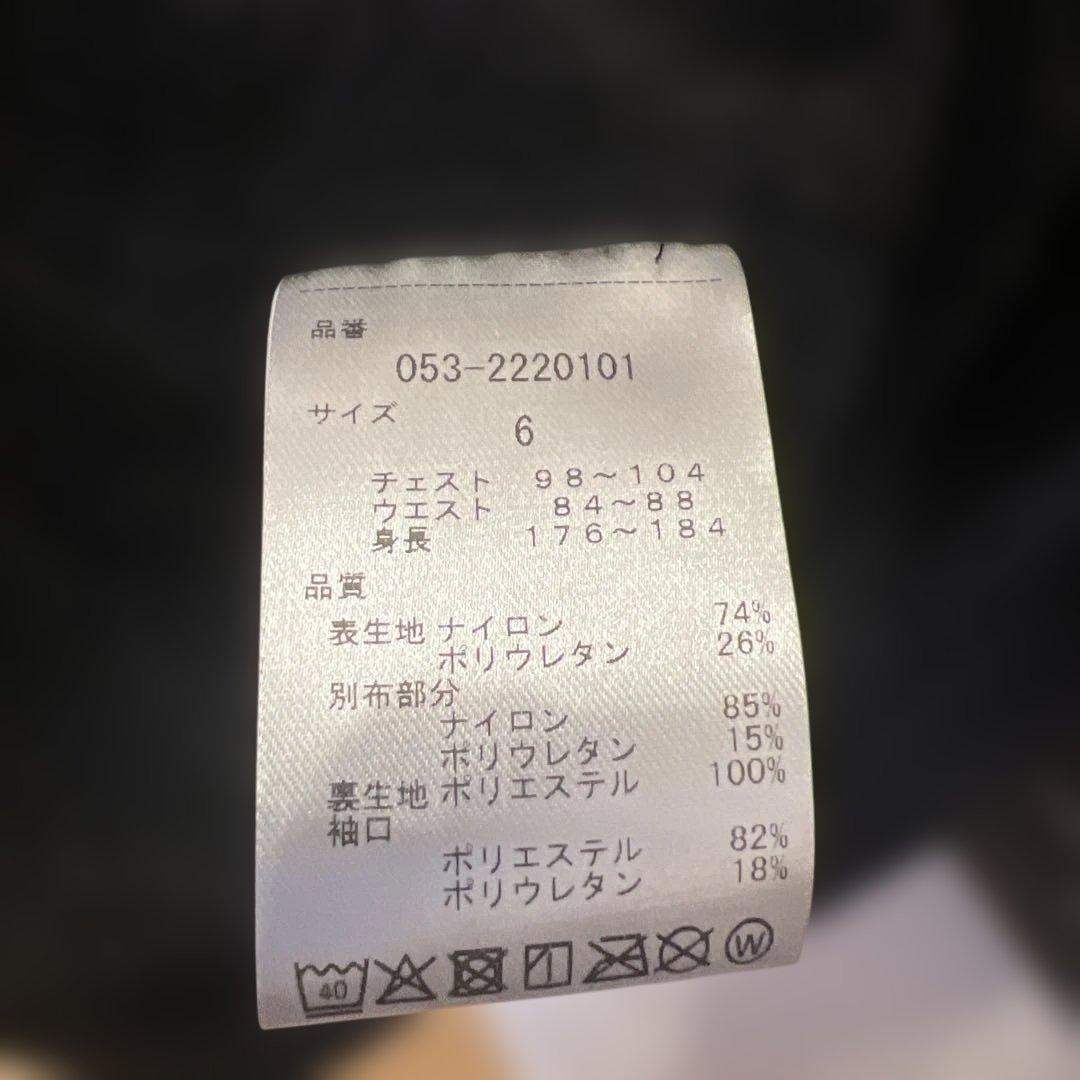 品番
053-2220101
サイズ
6
チェスト 98～104
ウエスト 84～88
身長 176～184
品質
表生地 ナイロン 74%
ポリウレタン 26%
別布部分
ナイロン 85%
ポリウレタン 15%
裏生地 ポリエステル 100%
袖口
ポリエステル 82%
ポリウレタン 18%
40 W